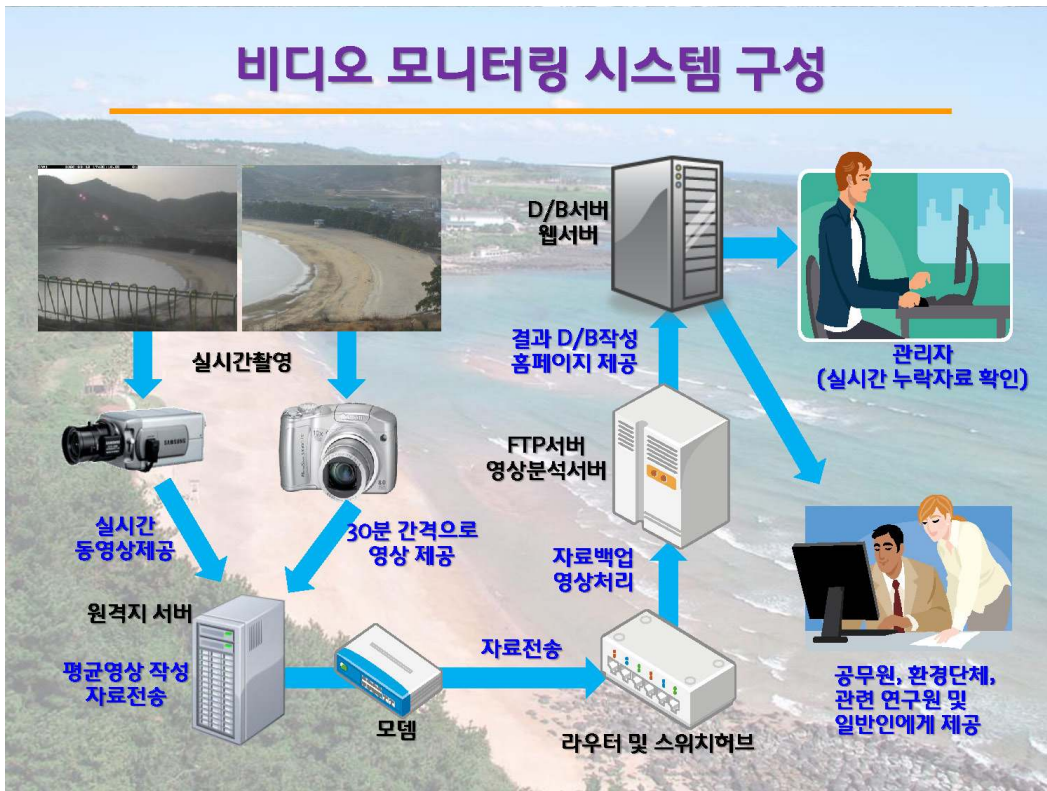 비디오 모니터링 시스템 구성
실시간촬영
SAMSUNG
실시간
동영상제공
30분 간격으로
영상 제공
원격지 서버
평균영상 작성
자료전송
모뎀
자료전송
라우터 및 스위치허브
자료백업
영상처리
FTP서버
영상분석서버
결과 D/B작성
홈페이지 제공
D/B서버
웹서버
관리자
(실시간 누락자료 확인)
공무원, 환경단체,
관련 연구원 및
일반인에게 제공